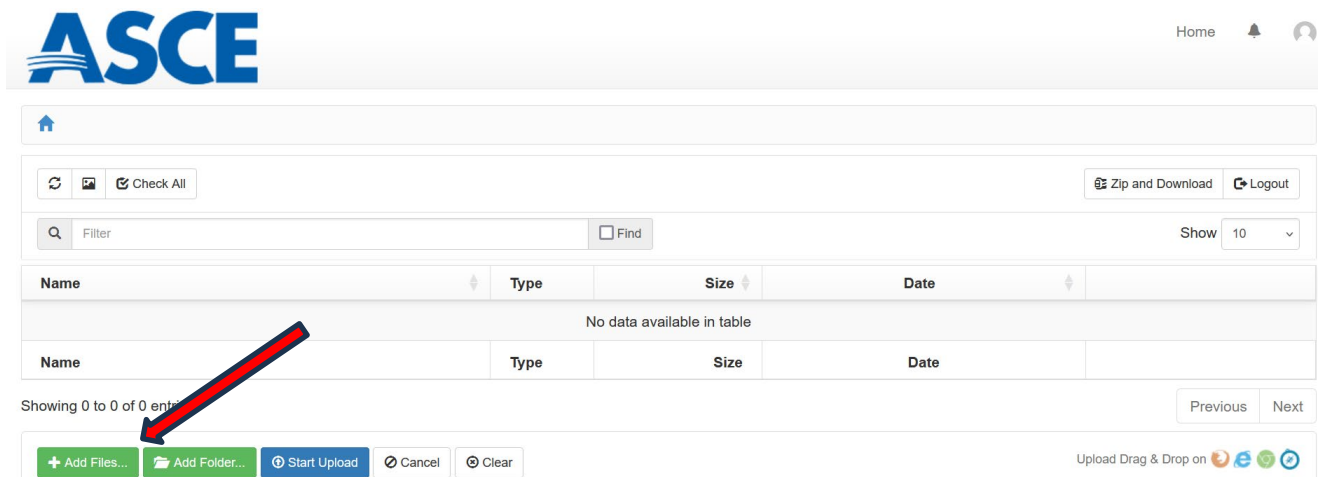 ASCE
Home
Check All
Zip and Download
Logout
Filter
Find
Show 10
Name Type Size Date
No data available in table
Name Type Size Date
Showing 0 to 0 of 0
Previous Next
Add Files... Add Folder... Start Upload Cancel Clear
Upload Drag & Drop on